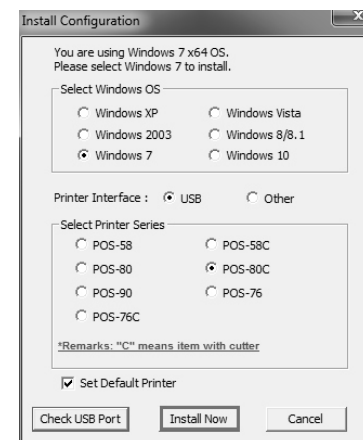 Install Configuration
You are using Windows 7 x64 OS.
Please select Windows 7 to install.
Select Windows OS
Windows XP Windows Vista
Windows 2003 Windows 8/8.1
Windows 7 Windows 10
Printer Interface : USB Other
Select Printer Series
POS-58 POS-58C
POS-80 POS-80C
POS-90 POS-76
POS-76C
*Remarks: "C" means item with cutter
Set Default Printer
Check USB Port Install Now Cancel